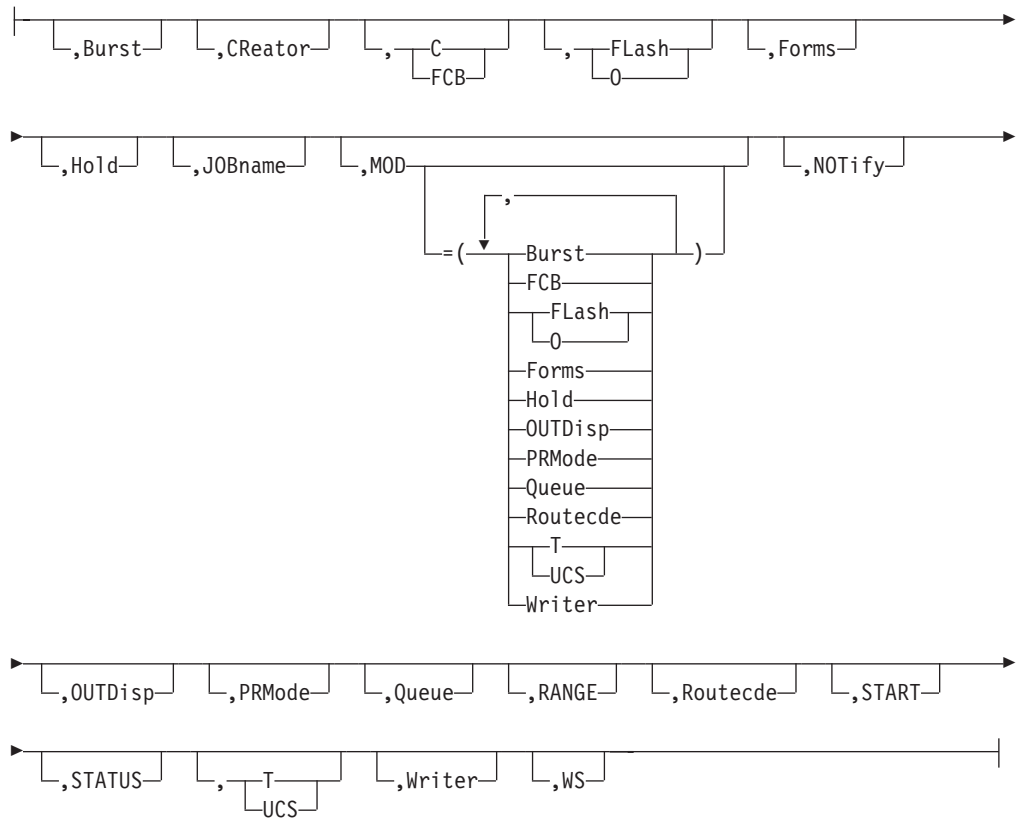 ,Burst ,CReator , C ,  FLash ,Forms
FCB O
,Hold ,JOBname ,MOD ,NOTify
,
=( Burst )
FCB
FLash
O
Forms
Hold
OUTDisp
PRMode
Queue
Routecde
T
UCS
Writer
,OUTDisp ,PRMode ,Queue ,RANGE ,Routecde ,START
,STATUS , T ,Writer ,WS
UCS